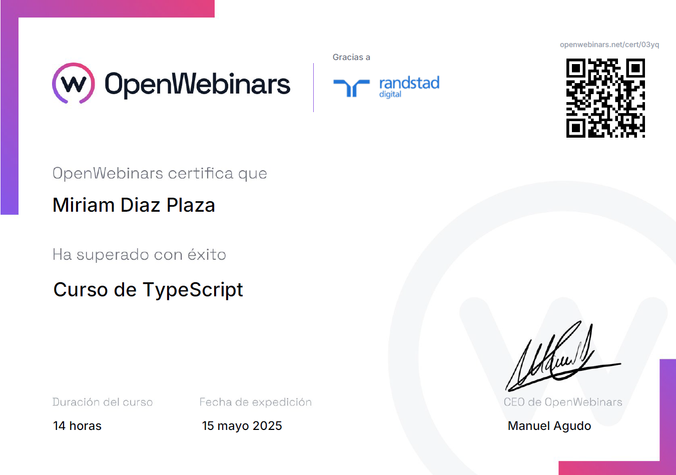 openwebinars.net/cert/03yq
Gracias a
OpenWebinars
randstad
digital
OpenWebinars certifica que
Miriam Diaz Plaza
Ha superado con éxito
Curso de TypeScript
Duración del curso
Fecha de expedición
CEO de OpenWebinars
14 horas
15 mayo 2025
Manuel Agudo